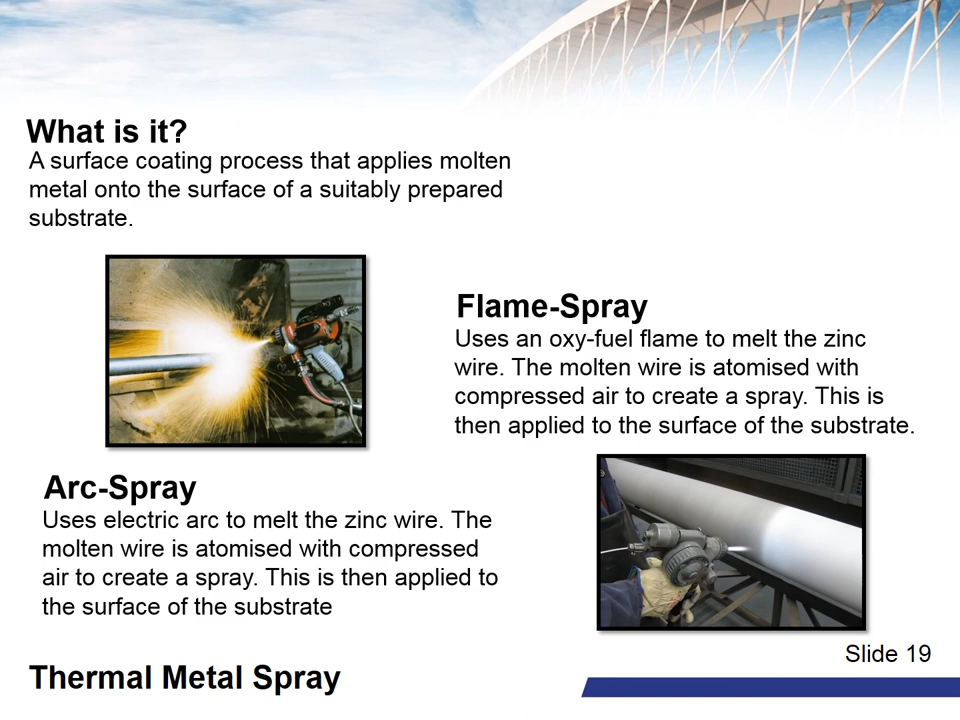 What is it?
A surface coating process that applies molten
metal onto the surface of a suitably prepared
substrate.
Flame-Spray
Uses an oxy-fuel flame to melt the zinc
wire. The molten wire is atomised with
compressed air to create a spray. This is
then applied to the surface of the substrate.
Arc-Spray
Uses electric arc to melt the zinc wire. The
molten wire is atomised with compressed
air to create a spray. This is then applied to
the surface of the substrate
Slide 19
Thermal Metal Spray